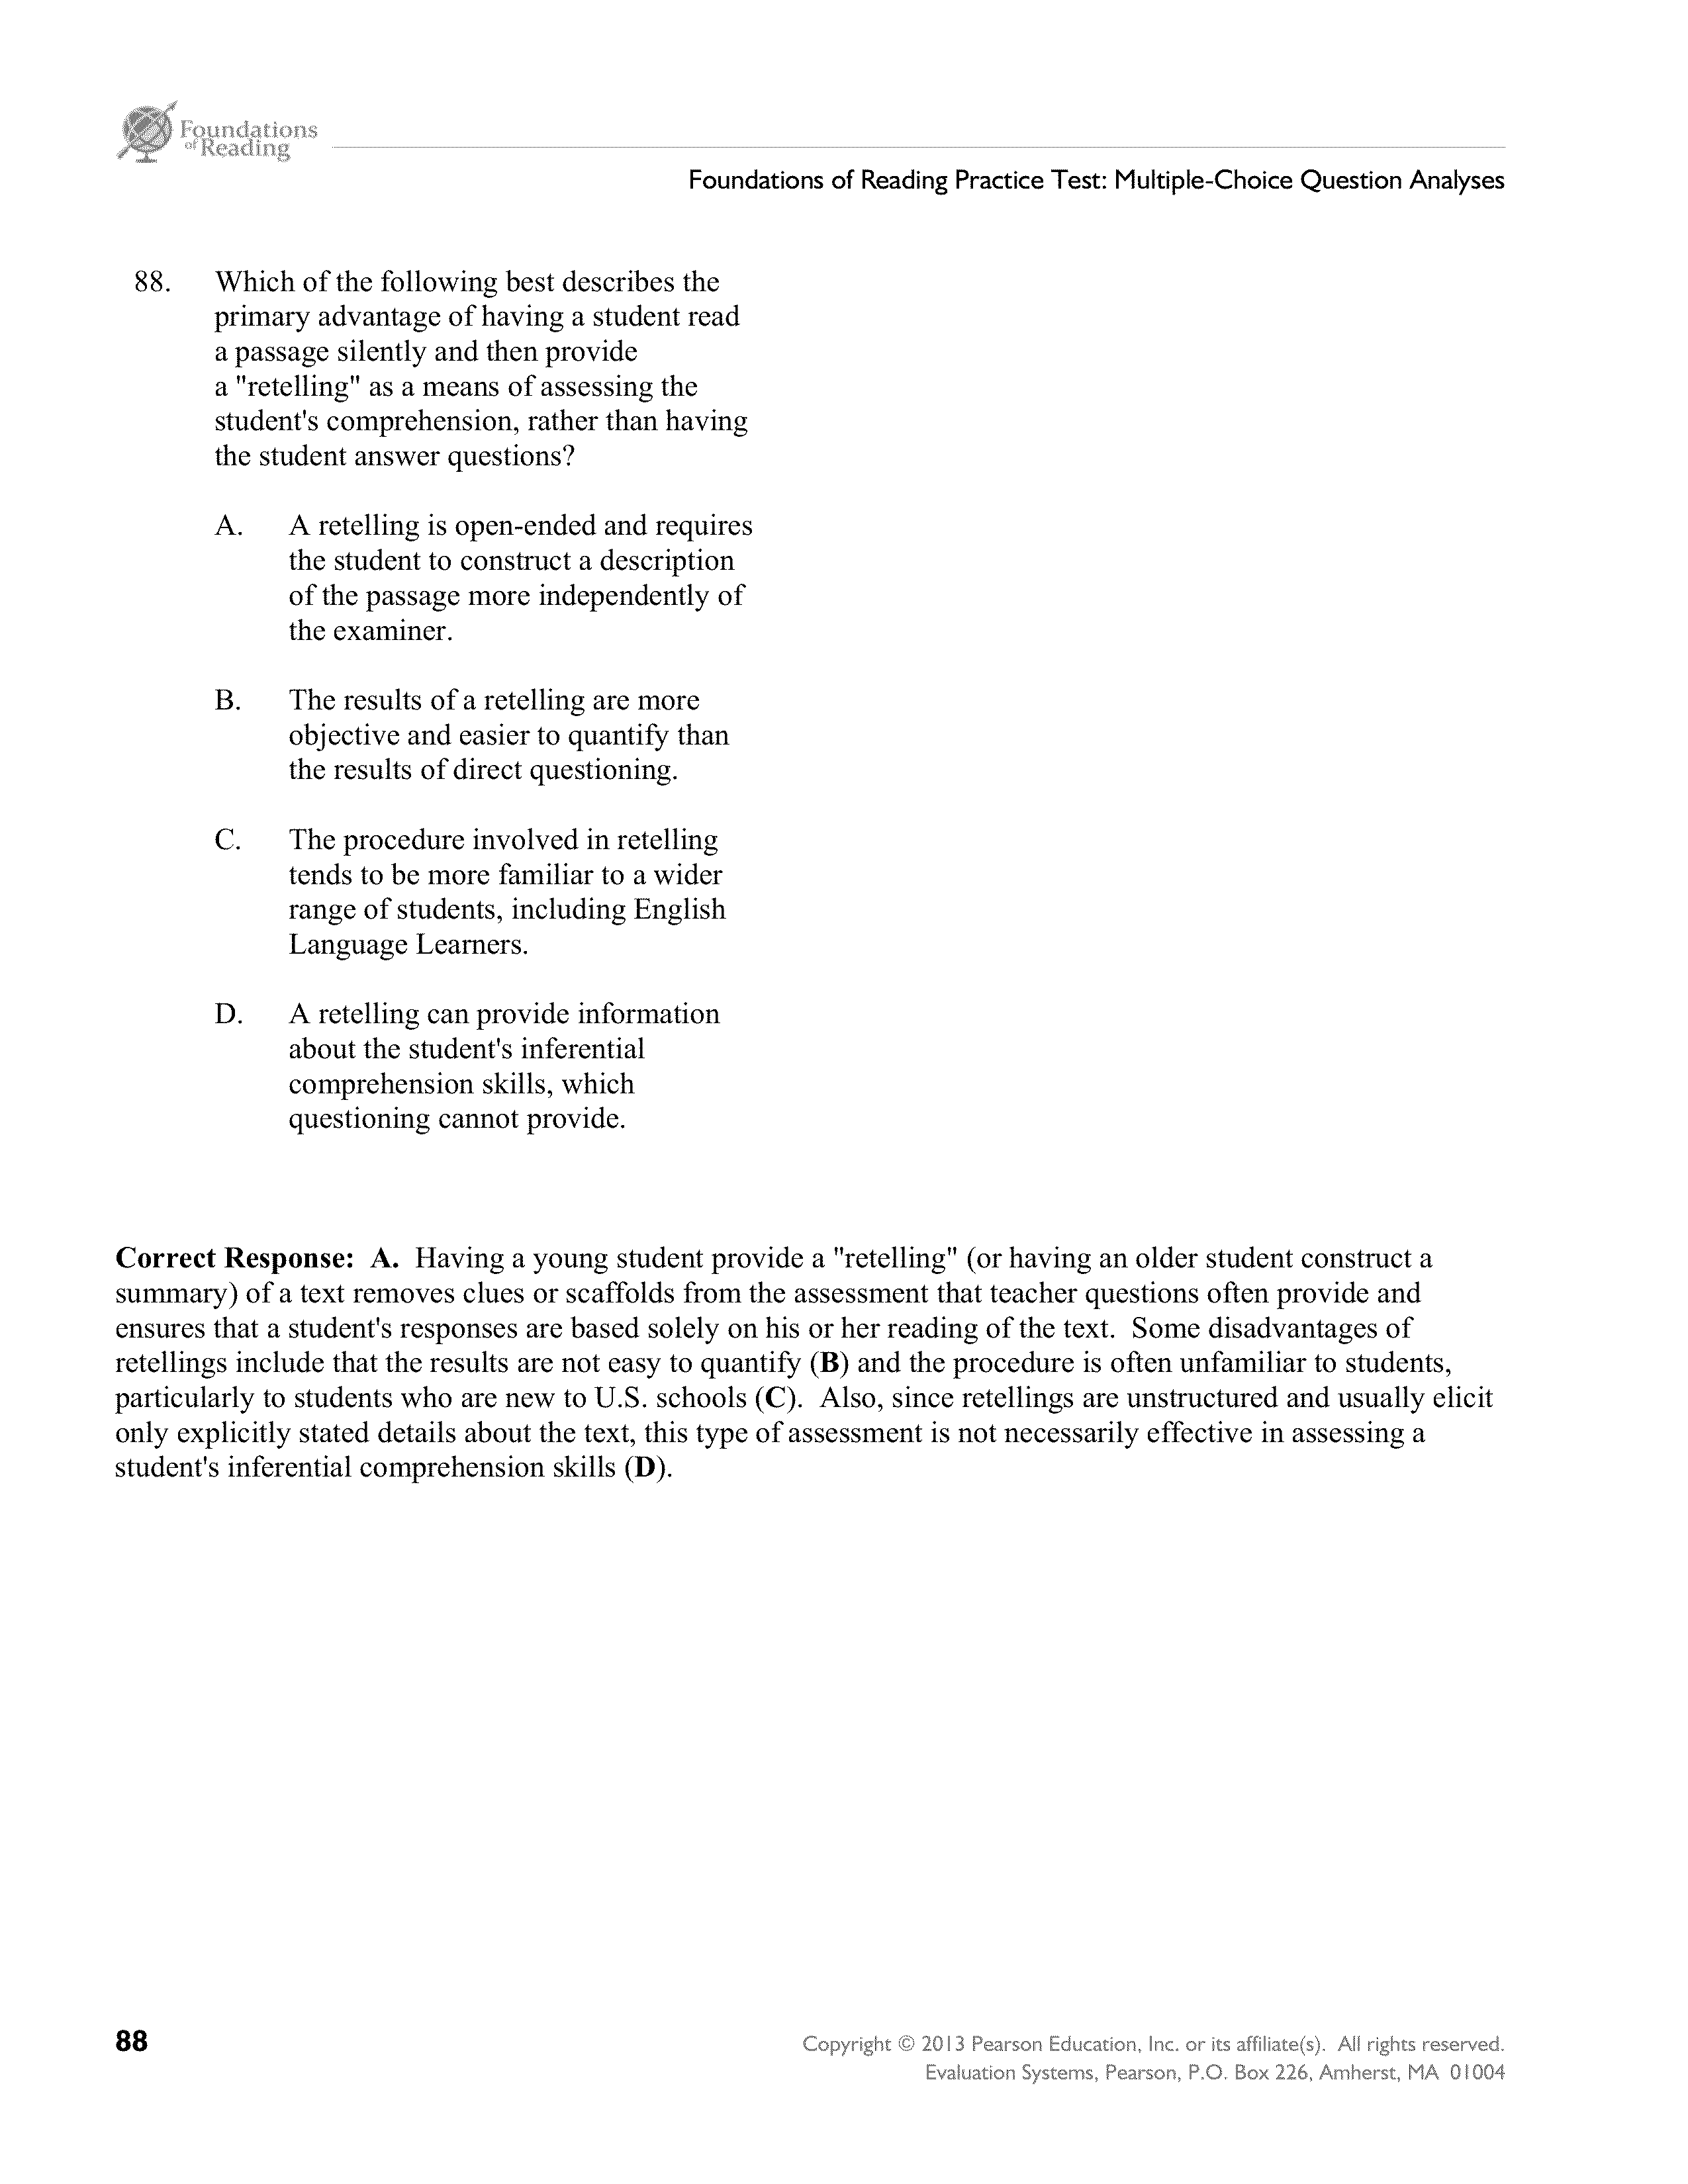 Foundations
of Reading
Foundations of Reading Practice Test: Multiple-Choice Question Analyses
88. Which of the following best describes the
primary advantage of having a student read
a passage silently and then provide
a "retelling" as a means of assessing the
student's comprehension, rather than having
the student answer questions?
A. A retelling is open-ended and requires
the student to construct a description
of the passage more independently of
the examiner.
B. The results of a retelling are more
objective and easier to quantify than
the results of direct questioning.
C. The procedure involved in retelling
tends to be more familiar to a wider
range of students, including English
Language Learners.
D. A retelling can provide information
about the student's inferential
comprehension skills, which
questioning cannot provide.
Correct Response: A. Having a young student provide a "retelling" (or having an older student construct a
summary) of a text removes clues or scaffolds from the assessment that teacher questions often provide and
ensures that a student's responses are based solely on his or her reading of the text. Some disadvantages of
retellings include that the results are not easy to quantify (B) and the procedure is often unfamiliar to students,
particularly to students who are new to U.S. schools (C). Also, since retellings are unstructured and usually elicit
only explicitly stated details about the text, this type of assessment is not necessarily effective in assessing a
student's inferential comprehension skills (D).
88
Copyright © 2013 Pearson Education, Inc. or its affiliate(s). All rights reserved.
Evaluation Systems, Pearson, P.O. Box 226, Amherst, MA 01004